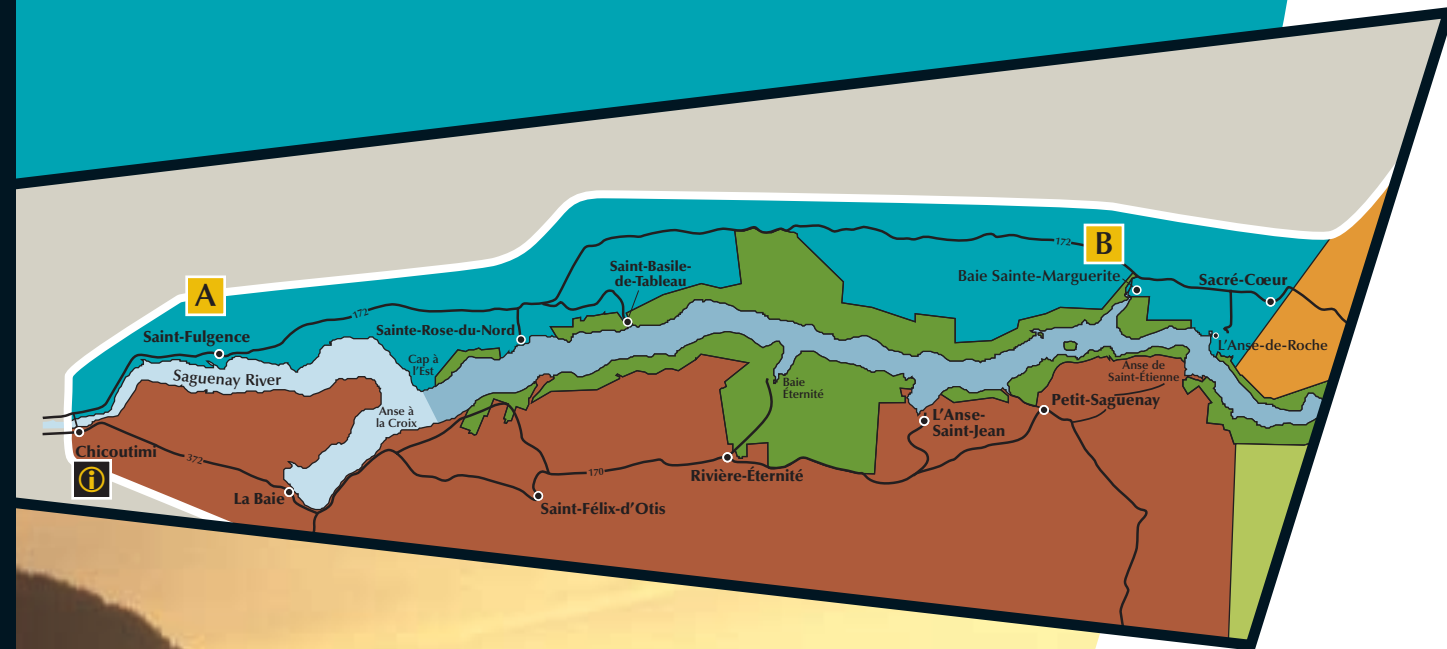 172
B
Saint-Basile-
de-Tableau
Baie Sainte-Marguerite
Sacré-Cœur
A
172
Saint-Fulgence
Sainte-Rose-du-Nord
L'Anse-de-Roche
Cap à
l'Est
Saguenay River
Anse de
Saint-Étienne
Baie
Éternité
Petit-Saguenay
Anse à
la Croix
L'Anse-
Saint-Jean
Chicoutimi
372
170
Rivière-Éternité
i
La Baie
Saint-Félix-d'Otis